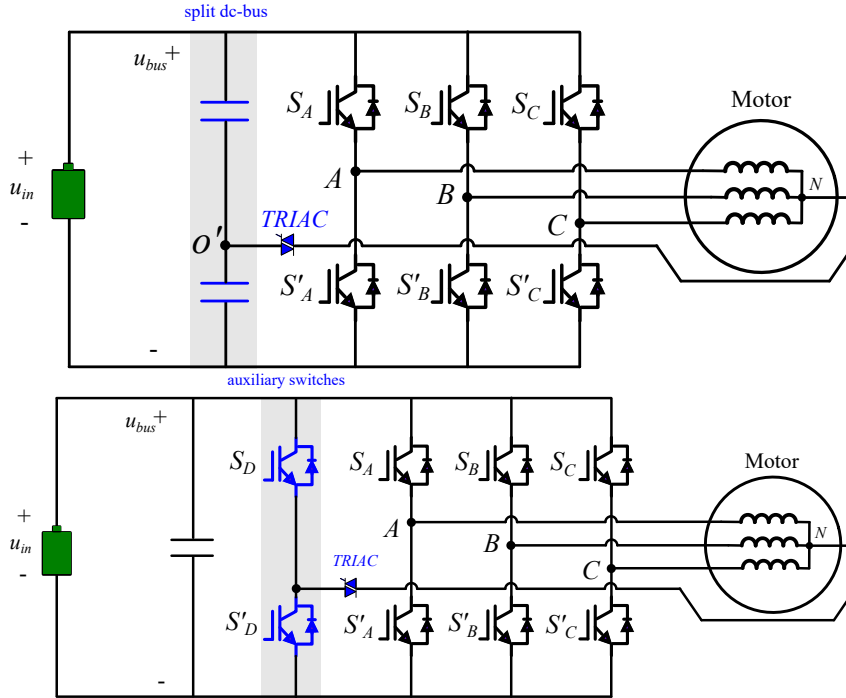 split dc-bus
u_bus +
S_A S_B S_C
Motor
+
u_in
-
A
B
C
N
TRIAC
O'
S'_A S'_B S'_C
-
auxiliary switches
u_bus +
S_D S_A S_B S_C
Motor
+
u_in
-
A
B
C
N
TRIAC
S'_D S'_A S'_B S'_C
-